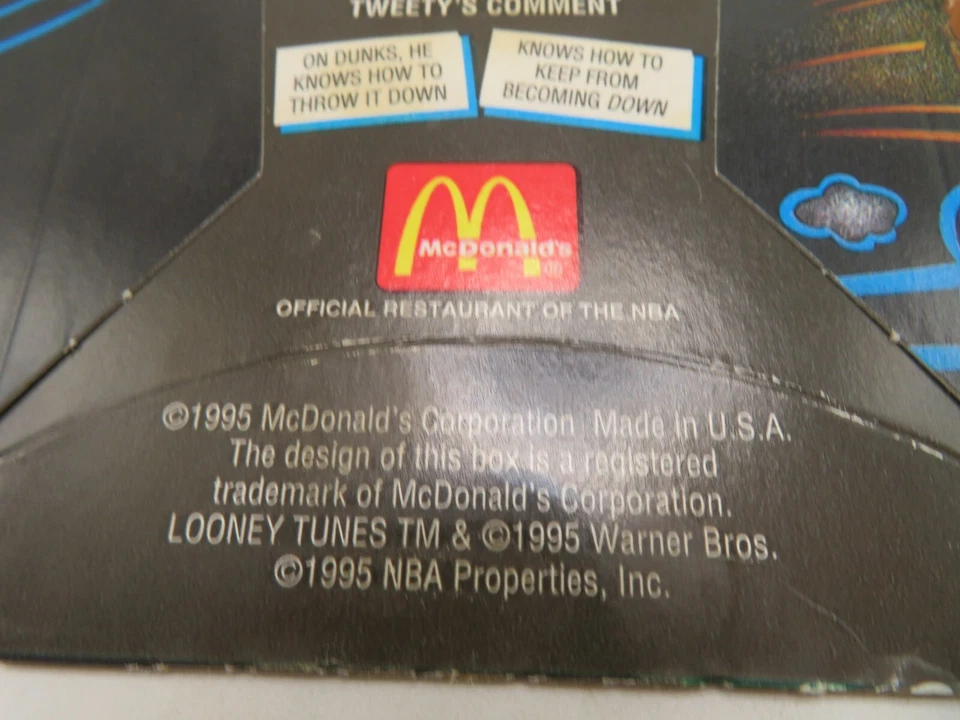 TWEETY'S COMMENT
ON DUNKS, HE
KNOWS HOW TO
THROW IT DOWN
KNOWS HOW TO
KEEP FROM
BECOMING DOWN
McDonald's
®
OFFICIAL RESTAURANT OF THE NBA
©1995 McDonald's Corporation Made in U.S.A.
The design of this box is a registered
trademark of McDonald's Corporation.
LOONEY TUNES TM & ©1995 Warner Bros.
©1995 NBA Properties, Inc.